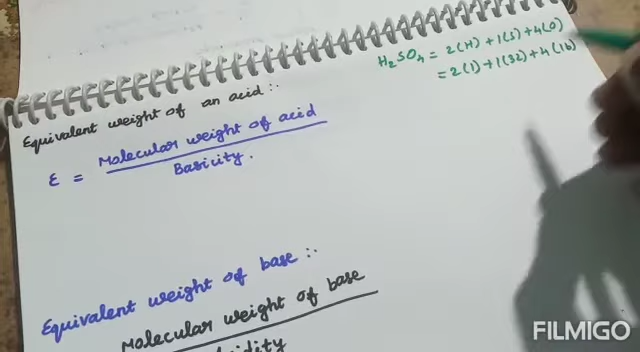 H₂SO₄ = 2(H) + 1(S) + 4(O)
= 2(1) + 1(32) + 4(16)
Equivalent weight of an acid :-
E = Molecular weight of acid
Basicity.
Equivalent weight of base :-
Molecular weight of base
FILMIGO